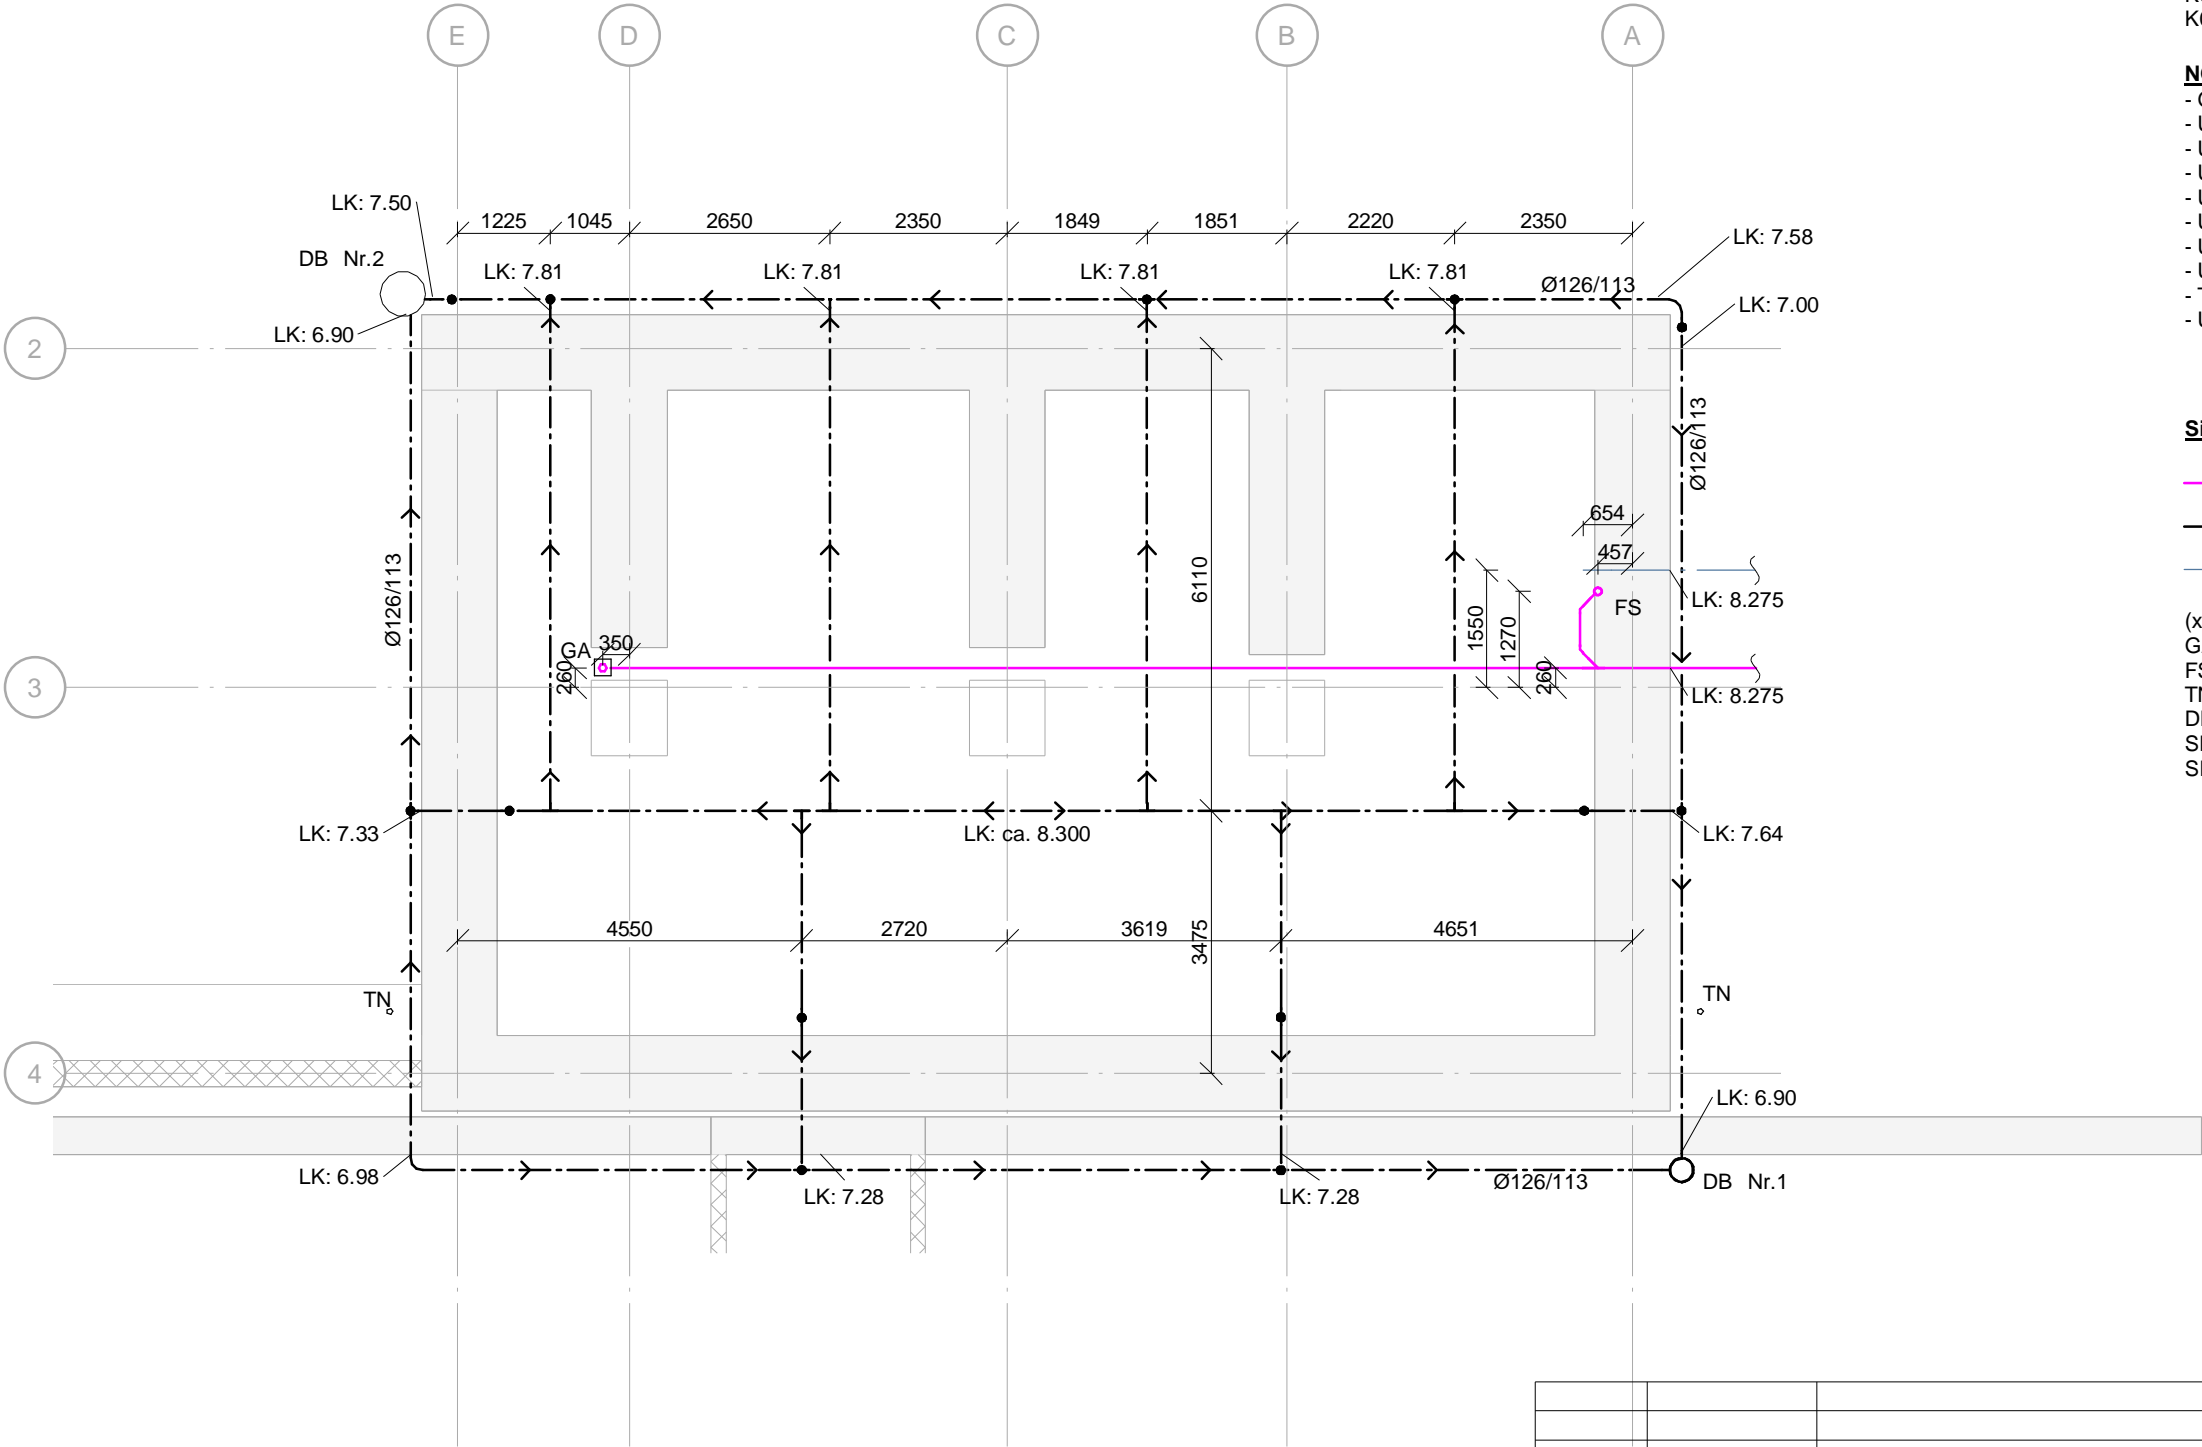 E D C B A
K
N
LK: 7.50
1225 1045 2650 2350 1849 1851 2220 2350
LK: 7.58
DB Nr.2
LK: 7.81 LK: 7.81 LK: 7.81 LK: 7.81
Ø126/113
LK: 7.00
LK: 6.90
2
Ø126/113
Si
654
457
Ø126/113
6110
LK: 8.275
FS
1550
1270
350
GA
260
260
3
LK: 8.275
(x
G
FS
LK: 7.33
LK: ca. 8.300
LK: 7.64
4550 2720 3619 4651
3475
TN
TN
4
LK: 6.90
LK: 6.98
LK: 7.28
LK: 7.28
Ø126/113
DB Nr.1